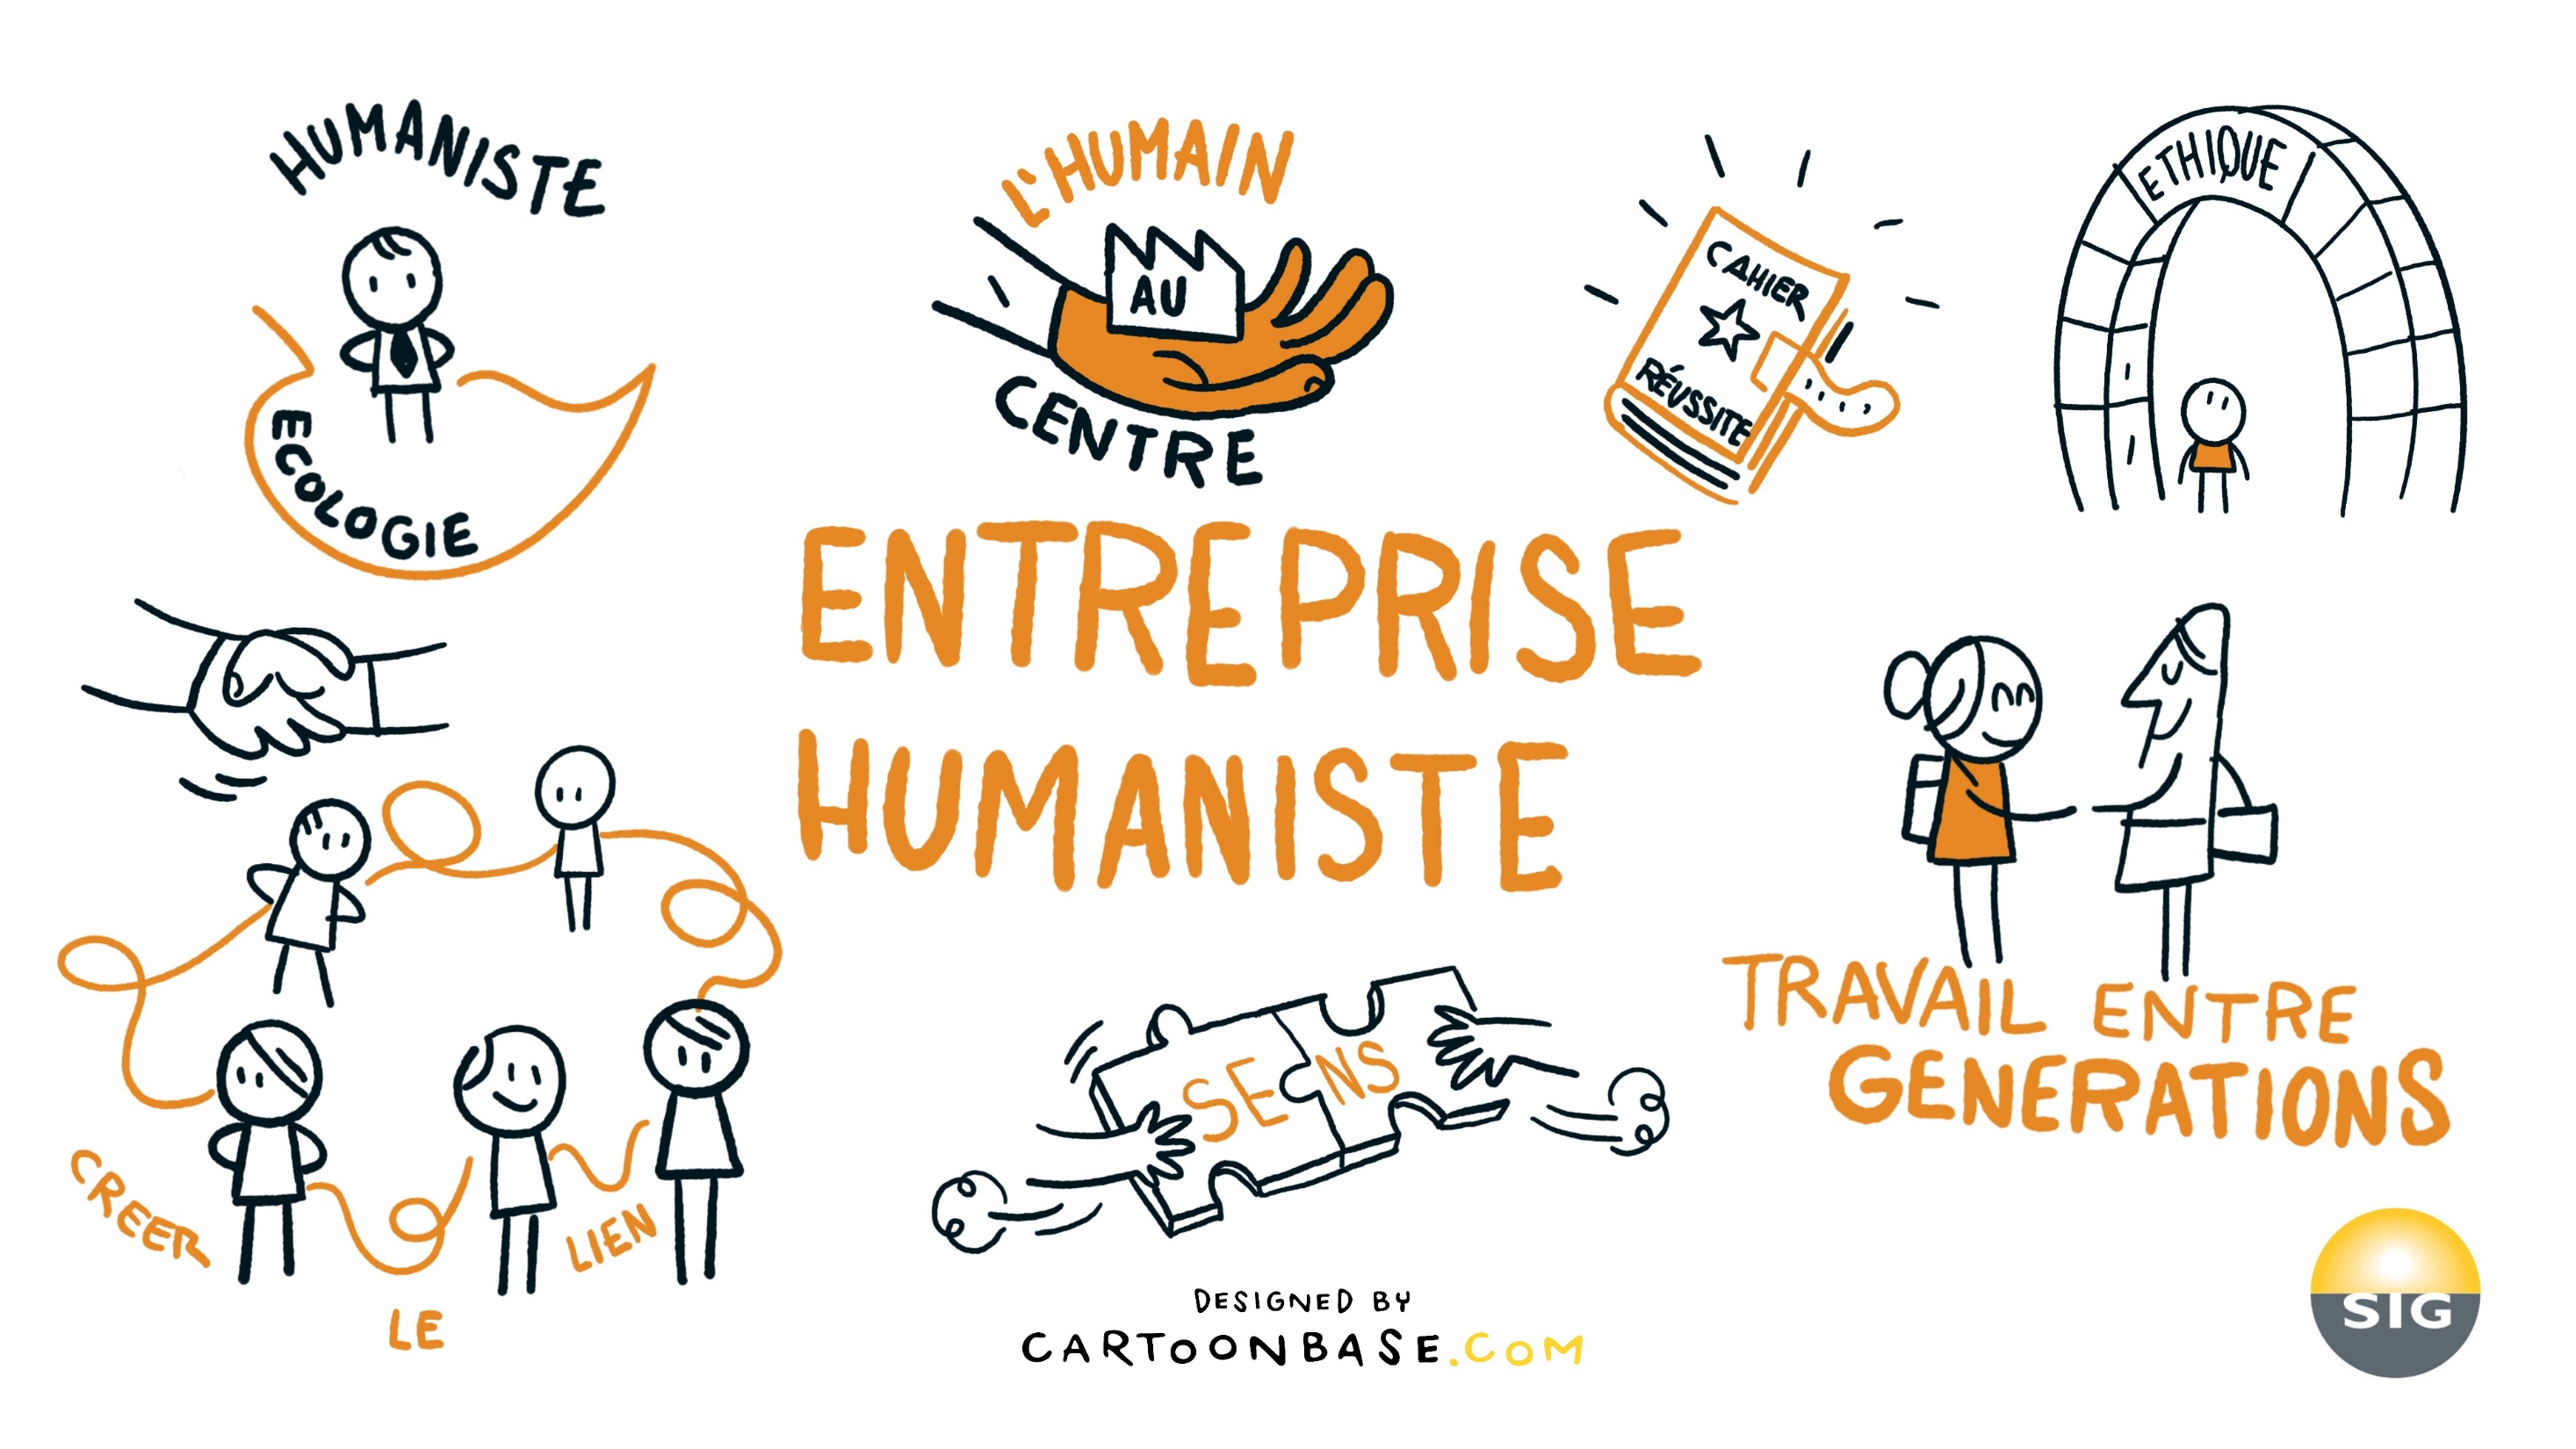 HUMANISTE
ECOLOGIE
L'HUMAIN
AU
CENTRE
CAHIER
RÉUSSITE
ETHIQUE
ENTREPRISE
HUMANISTE
CREER
LE
LIEN
SENS
TRAVAIL ENTRE
GENERATIONS
DESIGNED BY
CARTOONBASE.COM
SIG